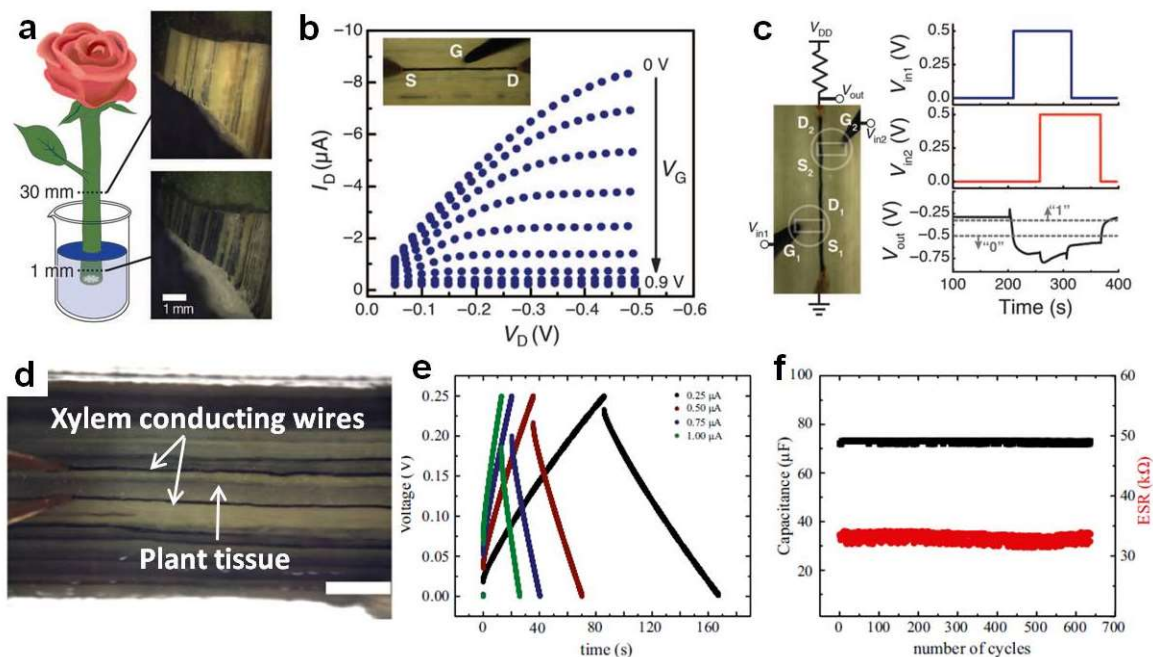 a
30 mm
1 mm
1 mm
b
I_D (μA)
−10
−8
−6
−4
−2
0
0.0
−0.1
−0.2
−0.3
−0.4
−0.5
−0.6
V_D (V)
G
S
D
0 V
V_G
0.9 V
c
V_DD
V_out
D_2
G_2
V_in2
S_2
D_1
V_in1
G_1
S_1
V_in1 (V)
0.5
0.0
V_in2 (V)
0.5
0.0
V_out (V)
−0.25
−0.5
−0.75
"1"
"0"
100
200
300
400
Time (s)
d
Xylem conducting wires
Plant tissue
e
Voltage (V)
0.25
0.20
0.15
0.10
0.05
0.00
0.25 μA
0.50 μA
0.75 μA
1.00 μA
0
40
80
120
160
time (s)
f
Capacitance (μF)
100
80
60
40
20
60
50
40
30
ESR (kΩ)
0
100
200
300
400
500
600
700
number of cycles